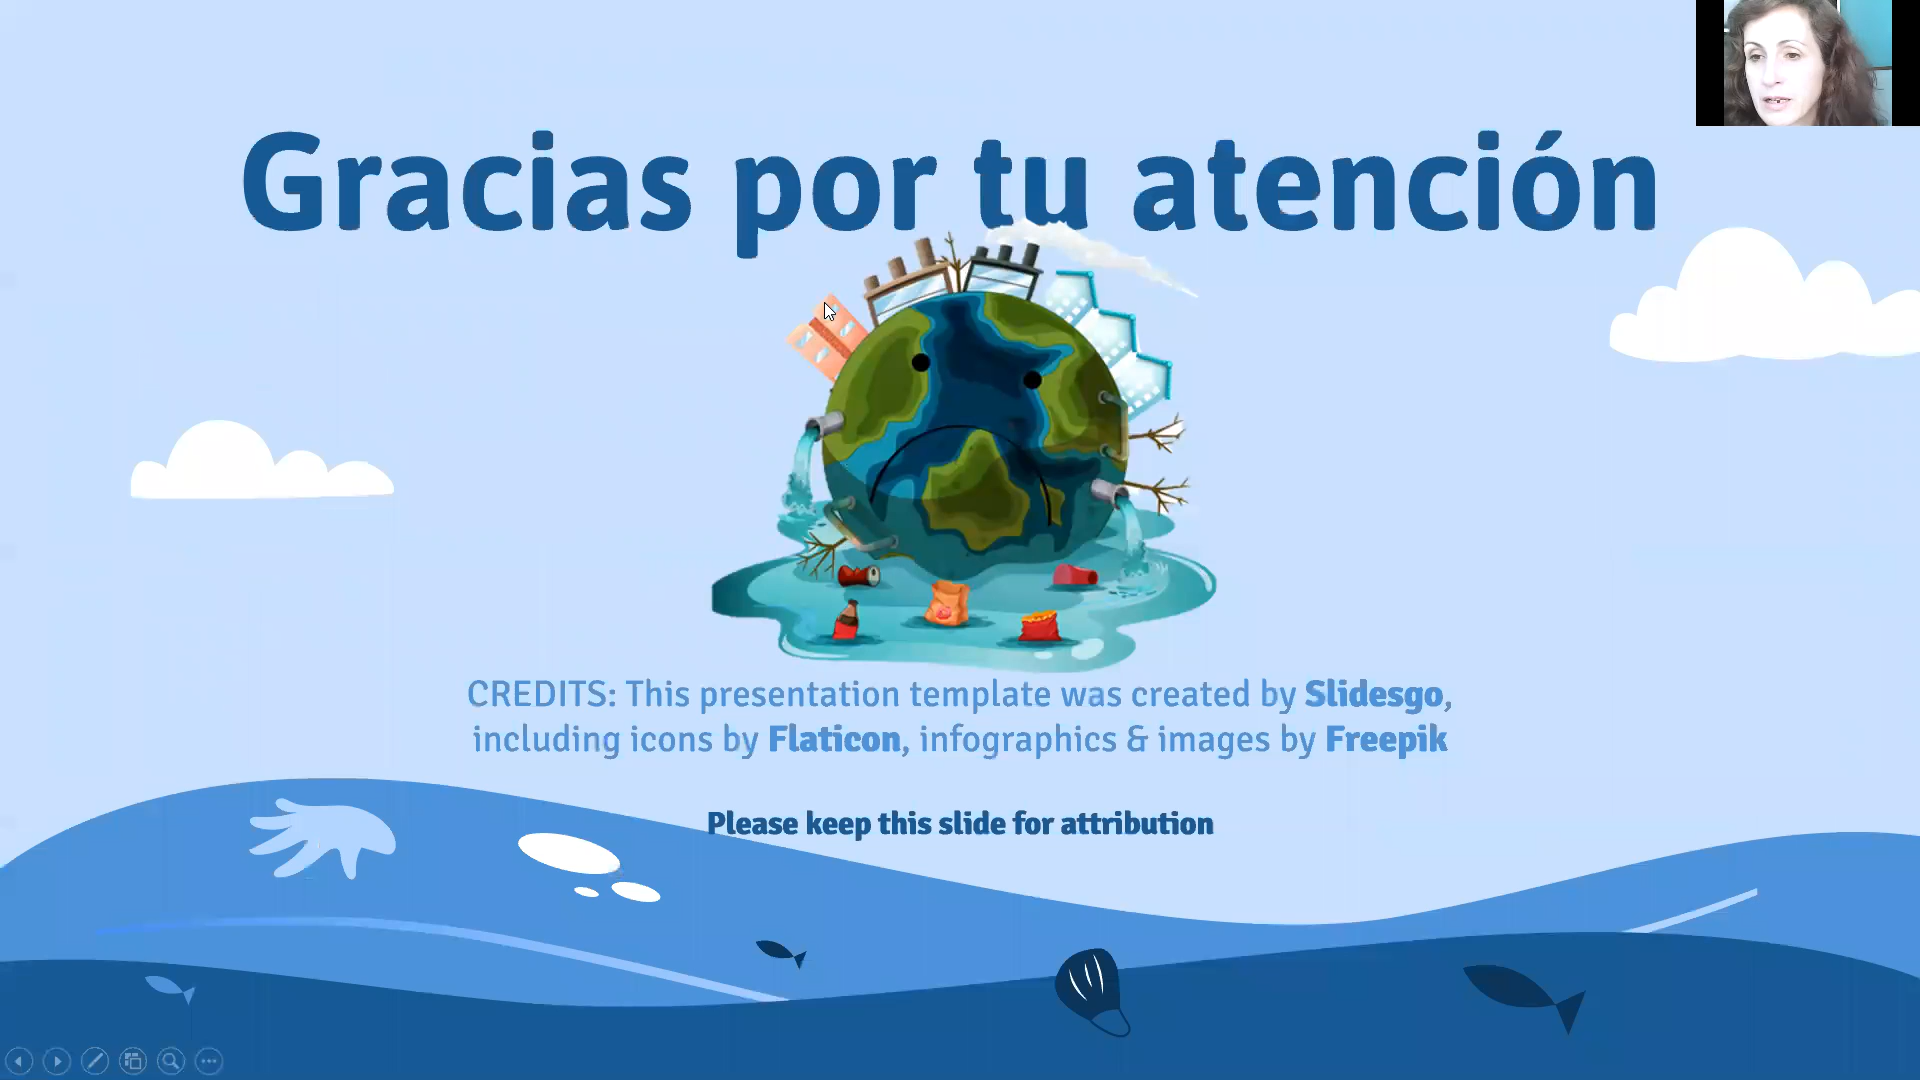 Gracias por tu atención
CREDITS: This presentation template was created by Slidesgo,
including icons by Flaticon, infographics & images by Freepik
Please keep this slide for attribution